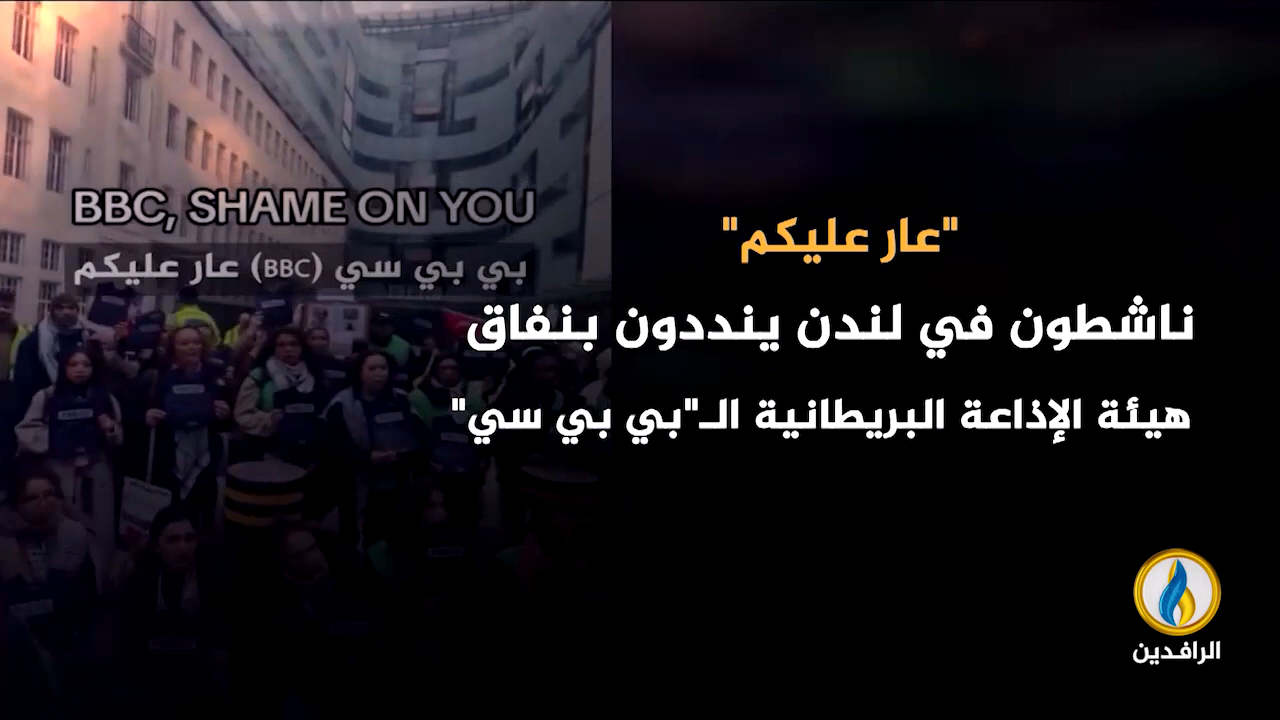 BBC, SHAME ON YOU
بي بي سي (BBC) عار عليكم
"عار عليكم"
ناشطون في لندن ينددون بنفاق
هيئة الإذاعة البريطانية الـ"بي بي سي"
الرافدين